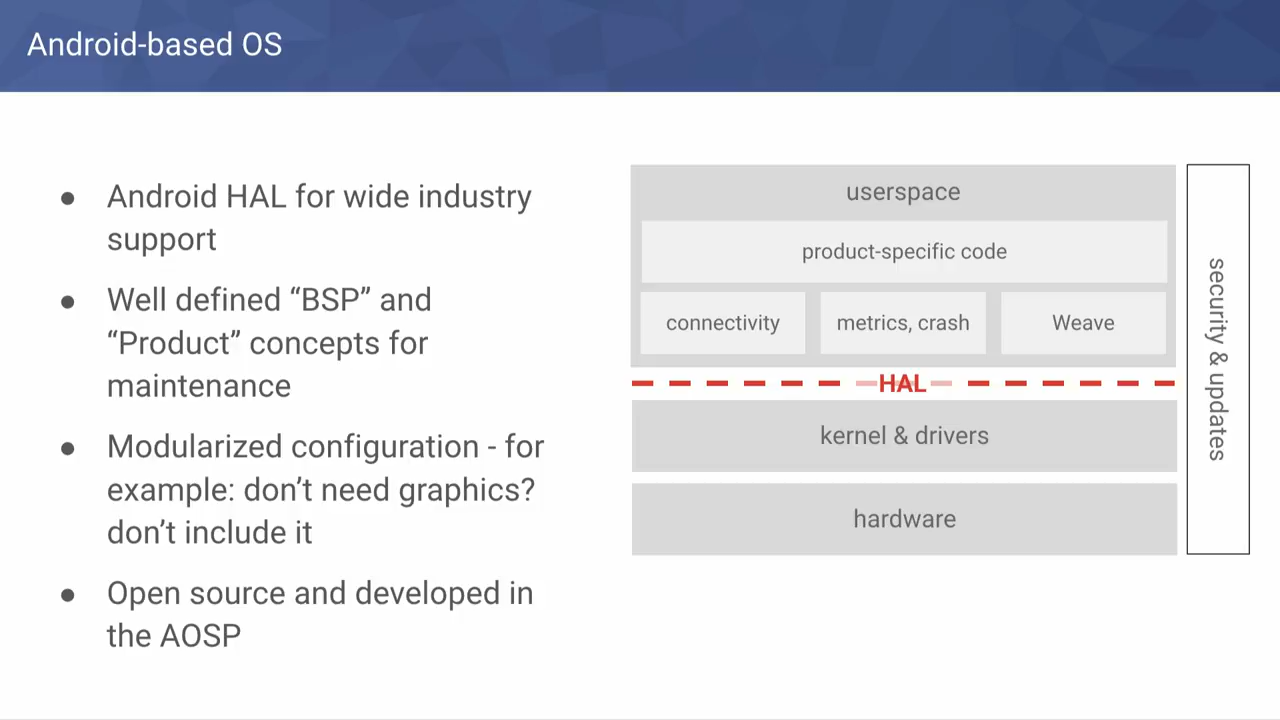 Android-based OS
● Android HAL for wide industry
support
● Well defined “BSP” and
“Product” concepts for
maintenance
● Modularized configuration - for
example: don’t need graphics?
don’t include it
● Open source and developed in
the AOSP
userspace
product-specific code
connectivity
metrics, crash
Weave
HAL
kernel & drivers
hardware
security & updates